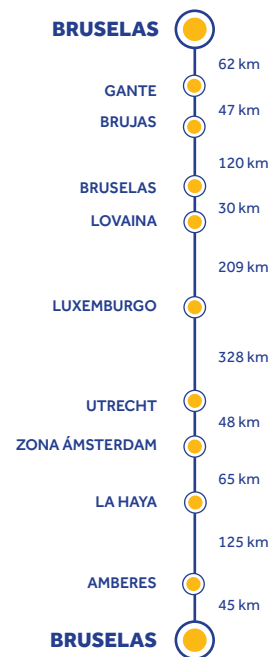 BRUSELAS
62 km
GANTE
47 km
BRUJAS
120 km
BRUSELAS
30 km
LOVAINA
209 km
LUXEMBURGO
328 km
UTRECHT
48 km
ZONA ÁMSTERDAM
65 km
LA HAYA
125 km
AMBERES
45 km
BRUSELAS